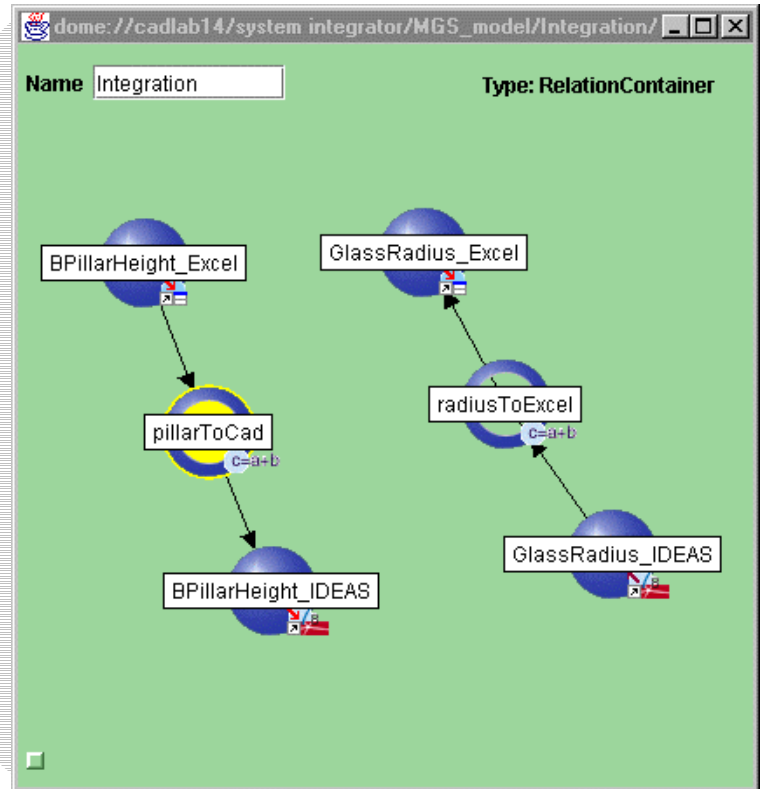 dome://cadlab14/system integrator/MGS_model/Integration/
Name Integration Type: RelationContainer
BPillarHeight_Excel
GlassRadius_Excel
pillarToCad
c=a+b
radiusToExcel
c=a+b
BPillarHeight_IDEAS
GlassRadius_IDEAS